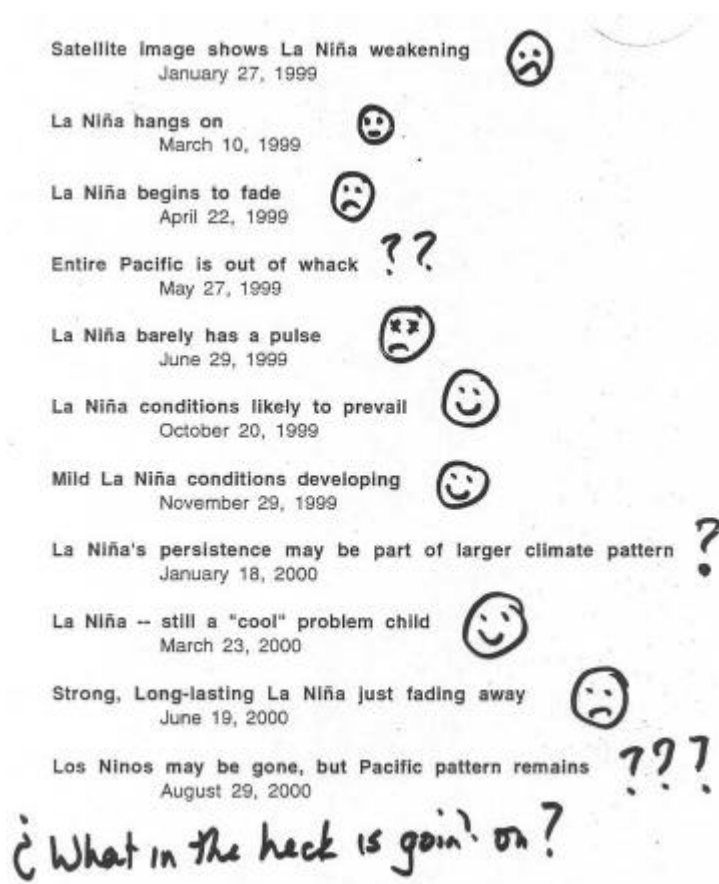 Satellite image shows La Niña weakening
January 27, 1999
La Niña hangs on
March 10, 1999
La Niña begins to fade
April 22, 1999
Entire Pacific is out of whack ??
May 27, 1999
La Niña barely has a pulse
June 29, 1999
La Niña conditions likely to prevail
October 20, 1999
Mild La Niña conditions developing
November 29, 1999
La Niña's persistence may be part of larger climate pattern ?
January 18, 2000
La Niña -- still a "cool" problem child
March 23, 2000
Strong, Long-lasting La Niña just fading away
June 19, 2000
Los Ninos may be gone, but Pacific pattern remains ???
August 29, 2000
¿What in the heck is goin' on?